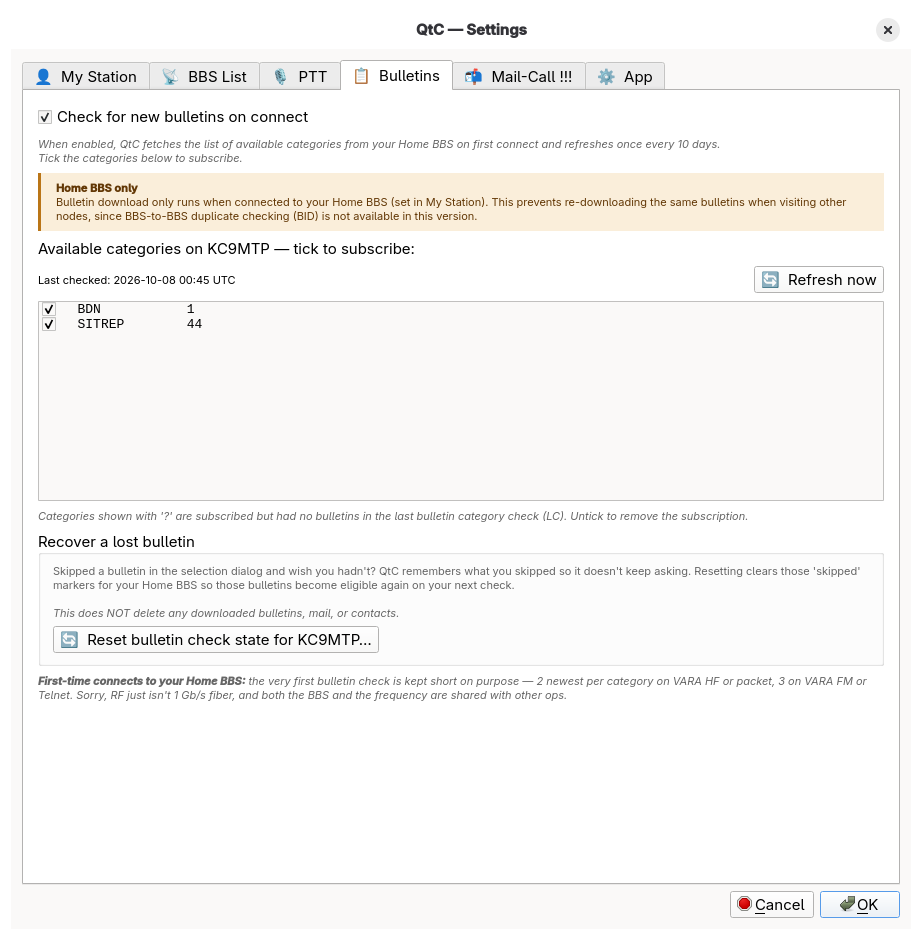 QtC — Settings
My Station
BBS List
PTT
Bulletins
Mail-Call !!!
App
Check for new bulletins on connect
When enabled, QtC fetches the list of available categories from your Home BBS on first connect and refreshes once every 10 days.
Tick the categories below to subscribe.
Home BBS only
Bulletin download only runs when connected to your Home BBS (set in My Station). This prevents re-downloading the same bulletins when visiting other
nodes, since BBS-to-BBS duplicate checking (BID) is not available in this version.
Available categories on KC9MTP — tick to subscribe:
Last checked: 2026-10-08 00:45 UTC
Refresh now
BDN 1
SITREP 44
Categories shown with '?' are subscribed but had no bulletins in the last bulletin category check (LC). Untick to remove the subscription.
Recover a lost bulletin
Skipped a bulletin in the selection dialog and wish you hadn't? QtC remembers what you skipped so it doesn't keep asking. Resetting clears those 'skipped'
markers for your Home BBS so those bulletins become eligible again on your next check.
This does NOT delete any downloaded bulletins, mail, or contacts.
Reset bulletin check state for KC9MTP...
First-time connects to your Home BBS: the very first bulletin check is kept short on purpose — 2 newest per category on VARA HF or packet, 3 on VARA FM or
Telnet. Sorry, RF just isn't 1 Gb/s fiber, and both the BBS and the frequency are shared with other ops.
Cancel
OK